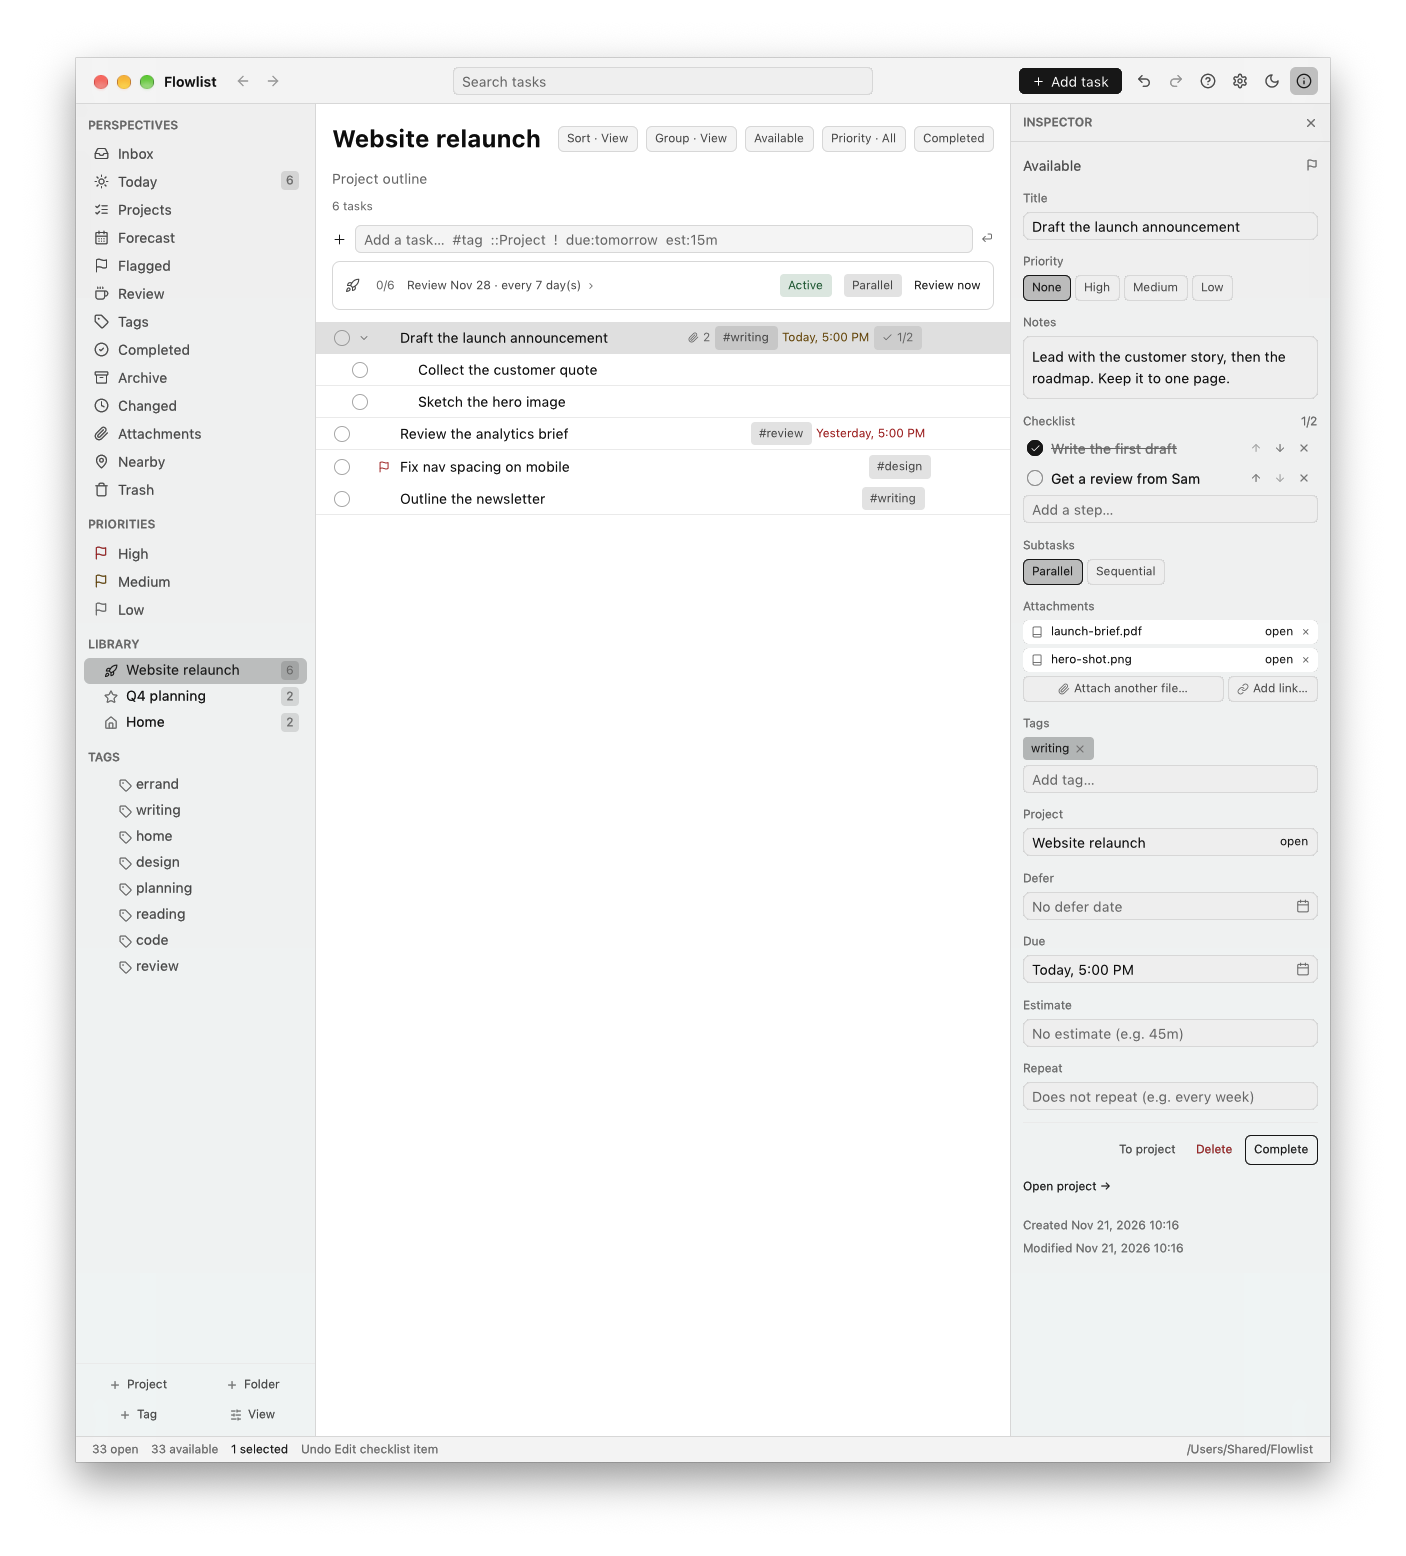 Flowlist
Search tasks
+ Add task
PERSPECTIVES
Inbox
Today 6
Projects
Forecast
Flagged
Review
Tags
Completed
Archive
Changed
Attachments
Nearby
Trash
PRIORITIES
High
Medium
Low
LIBRARY
Website relaunch 6
Q4 planning 2
Home 2
TAGS
errand
writing
home
design
planning
reading
code
review
+ Project
+ Folder
+ Tag
View
Website relaunch
Sort · View
Group · View
Available
Priority · All
Completed
Project outline
6 tasks
+ Add a task... #tag ::Project ! due:tomorrow est:15m
0/6 Review Nov 28 · every 7 day(s) › Active Parallel Review now
Draft the launch announcement 2 #writing Today, 5:00 PM ✓ 1/2
Collect the customer quote
Sketch the hero image
Review the analytics brief #review Yesterday, 5:00 PM
Fix nav spacing on mobile #design
Outline the newsletter #writing
INSPECTOR
Available
Title
Draft the launch announcement
Priority
None High Medium Low
Notes
Lead with the customer story, then the
roadmap. Keep it to one page.
Checklist 1/2
Write the first draft
Get a review from Sam
Add a step...
Subtasks
Parallel Sequential
Attachments
launch-brief.pdf open ×
hero-shot.png open ×
Attach another file... Add link...
Tags
writing ×
Add tag...
Project
Website relaunch open
Defer
No defer date
Due
Today, 5:00 PM
Estimate
No estimate (e.g. 45m)
Repeat
Does not repeat (e.g. every week)
To project Delete Complete
Open project →
Created Nov 21, 2026 10:16
Modified Nov 21, 2026 10:16
33 open 33 available 1 selected Undo Edit checklist item
/Users/Shared/Flowlist